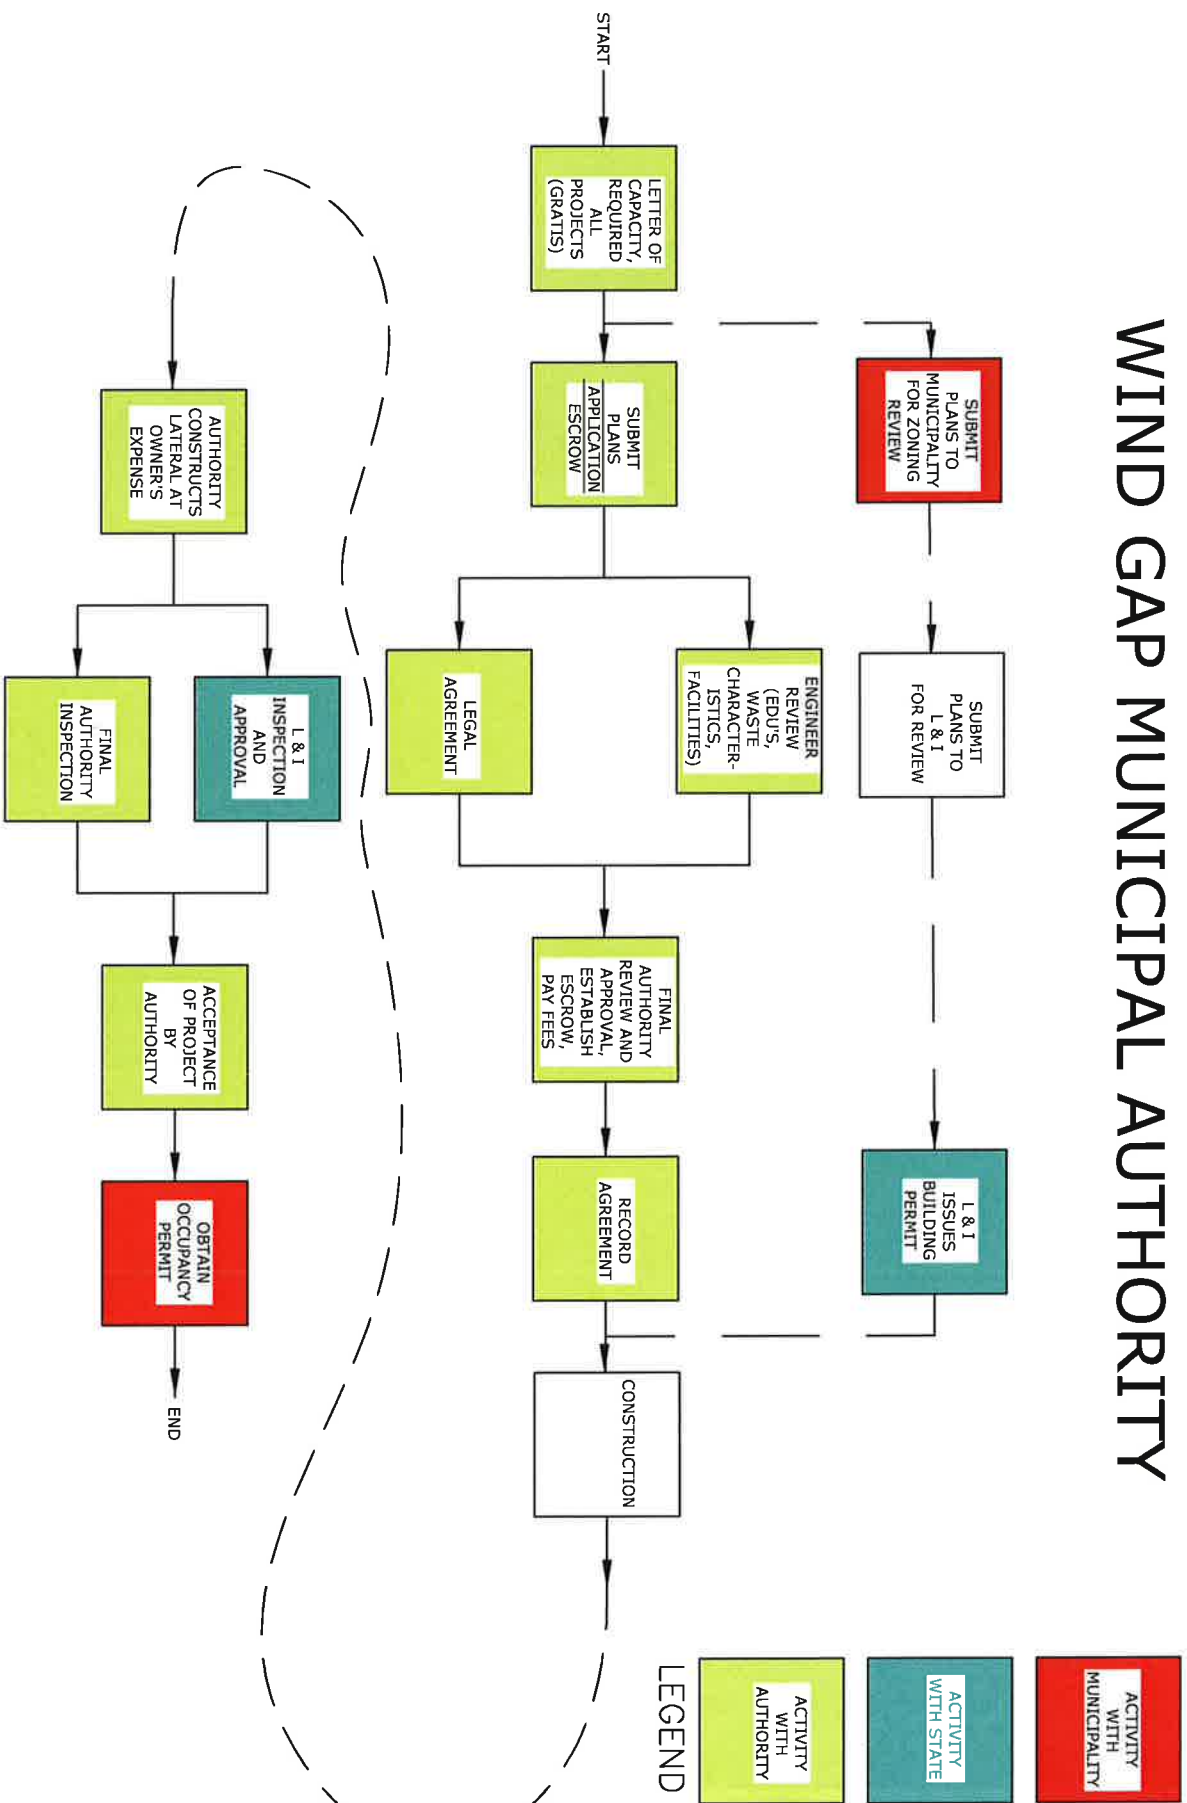 WIND GAP MUNICIPAL AUTHORITY
SUBMIT
PLANS TO
MUNICIPALITY
FOR ZONING
REVIEW
SUBMIT
PLANS TO
L & I
FOR REVIEW
L & I
ISSUES
BUILDING
PERMIT
START
LETTER OF
CAPACITY,
REQUIRED
ALL
PROJECTS
(GRATIS)
SUBMIT
PLANS
APPLICATION
ESCROW
ENGINEER
REVIEW
(EDU'S,
WASTE
CHARACTER-
ISTICS,
FACILITIES)
LEGAL
AGREEMENT
FINAL
AUTHORITY
REVIEW AND
APPROVAL,
ESTABLISH
ESCROW,
PAY FEES
RECORD
AGREEMENT
CONSTRUCTION
AUTHORITY
CONSTRUCTS
LATERAL AT
OWNER'S
EXPENSE
L & I
INSPECTION
AND
APPROVAL
FINAL
AUTHORITY
INSPECTION
ACCEPTANCE
OF PROJECT
BY
AUTHORITY
OBTAIN
OCCUPANCY
PERMIT
END
ACTIVITY
WITH
MUNICIPALITY
ACTIVITY
WITH STATE
ACTIVITY
WITH
AUTHORITY
LEGEND